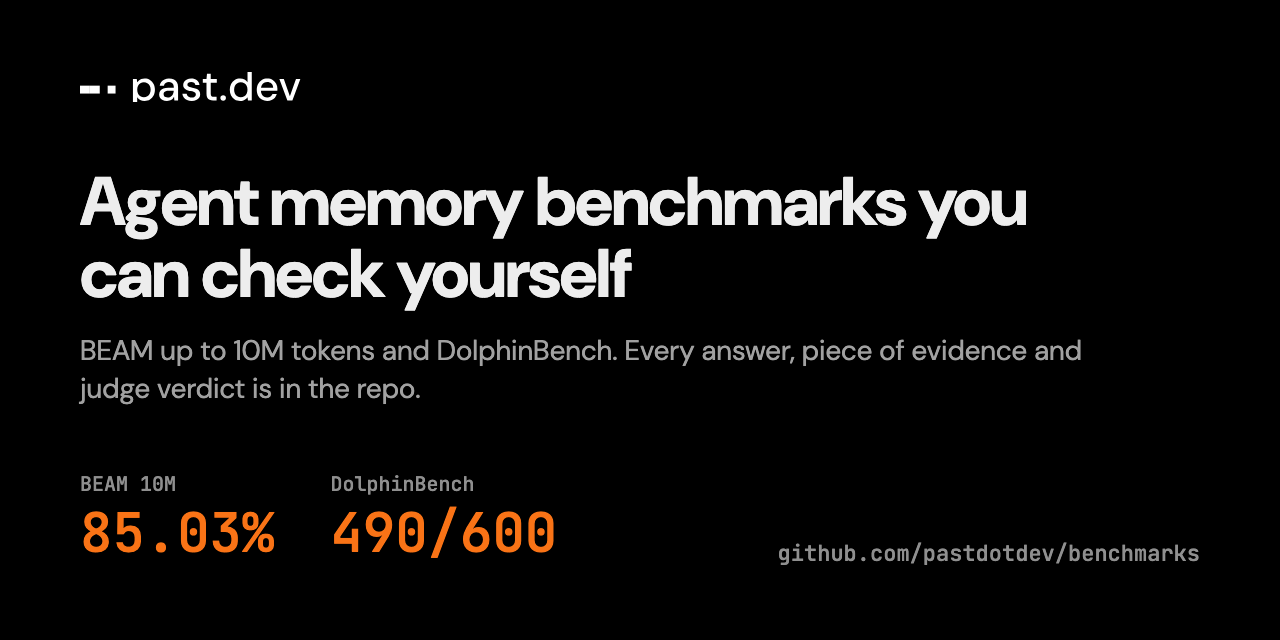 past.dev
Agent memory benchmarks you
can check yourself
BEAM up to 10M tokens and DolphinBench. Every answer, piece of evidence and
judge verdict is in the repo.
BEAM 10M
85.03%
DolphinBench
490/600
github.com/pastdotdev/benchmarks